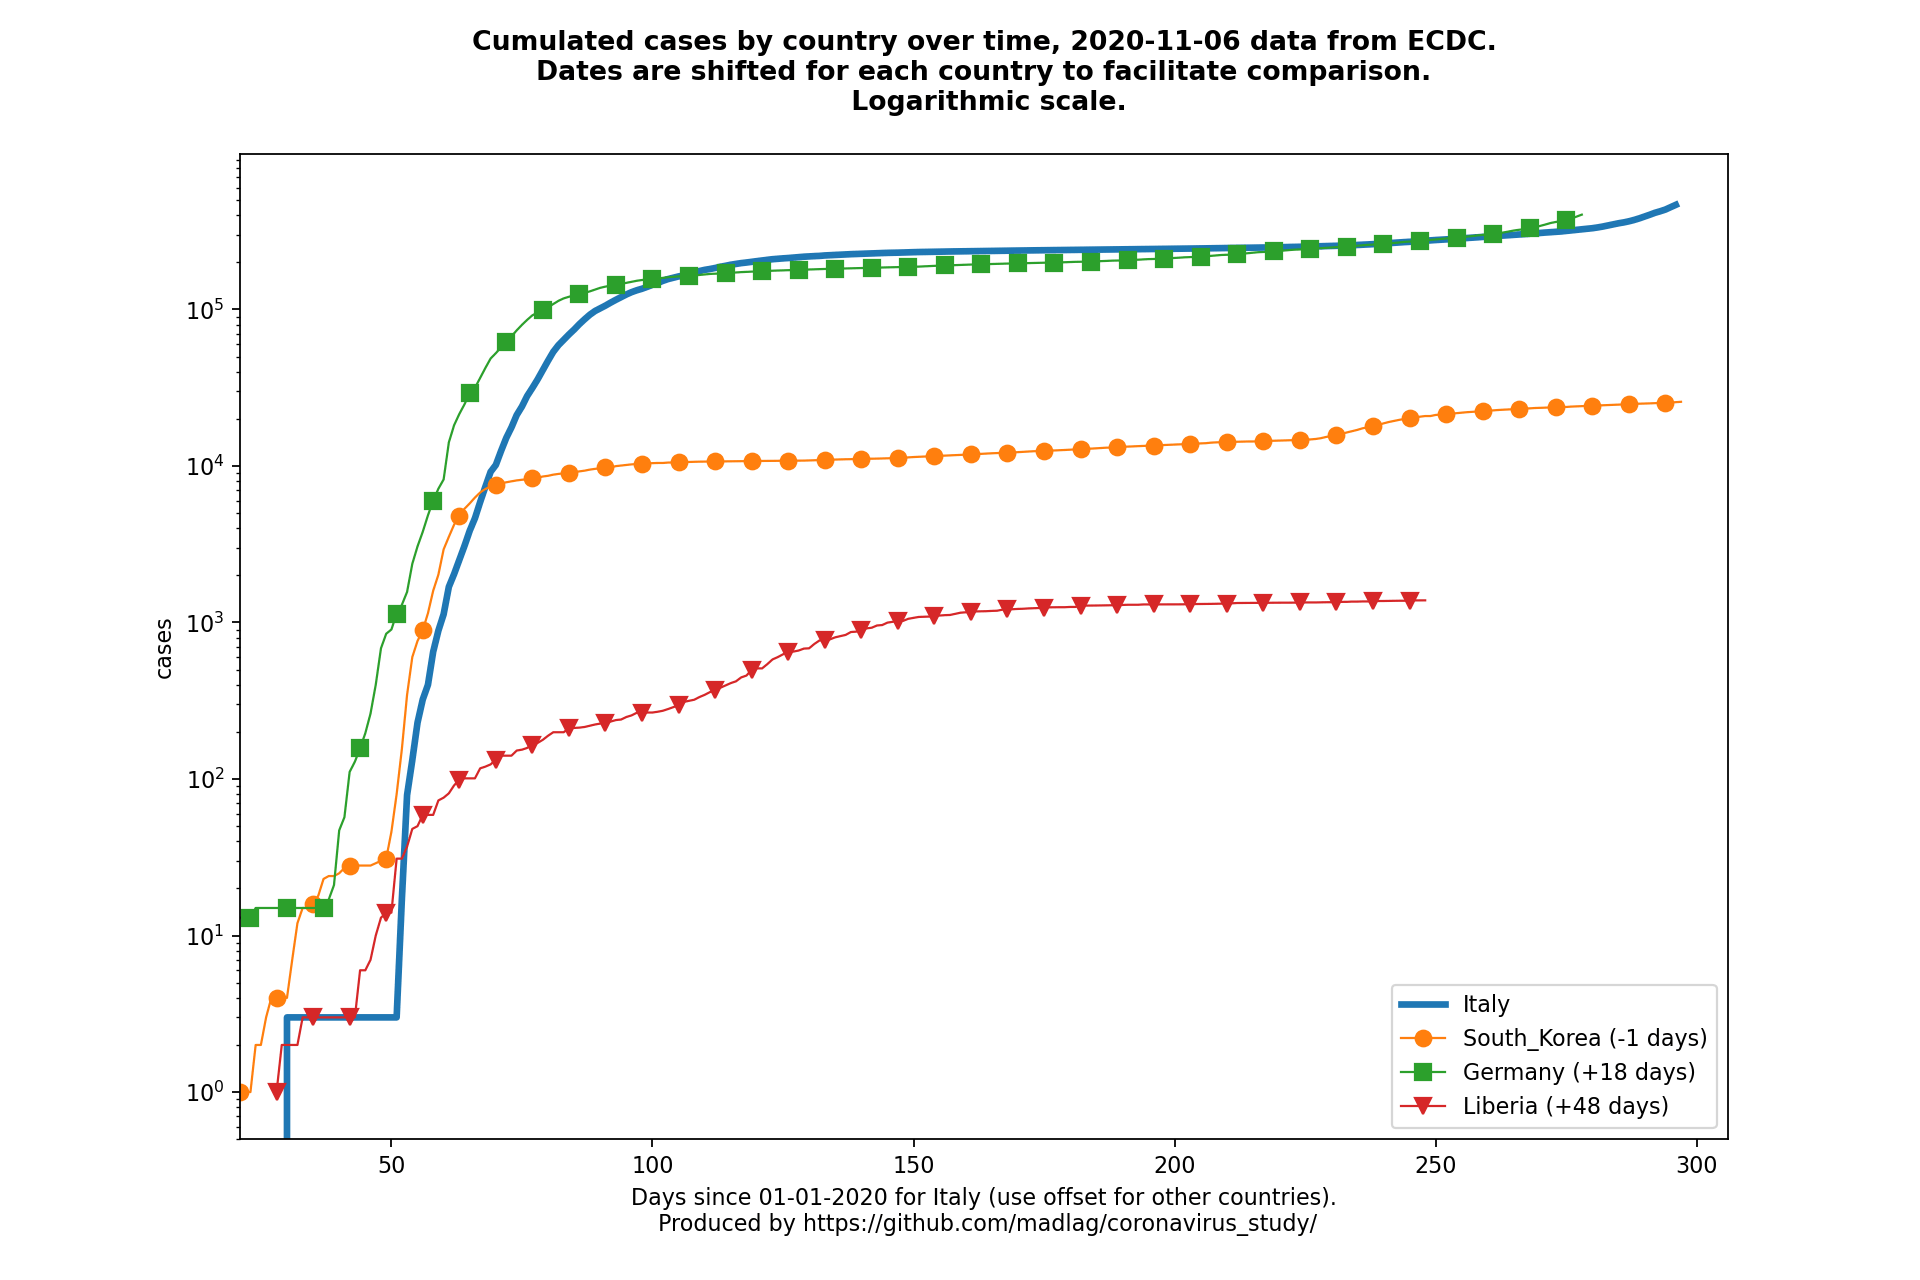 Cumulated cases by country over time, 2020-11-06 data from ECDC.
Dates are shifted for each country to facilitate comparison.
Logarithmic scale.
10^5
10^4
10^3
10^2
10^1
10^0
cases
Italy
South_Korea (-1 days)
Germany (+18 days)
Liberia (+48 days)
50 100 150 200 250 300
Days since 01-01-2020 for Italy (use offset for other countries).
Produced by https://github.com/madlag/coronavirus_study/